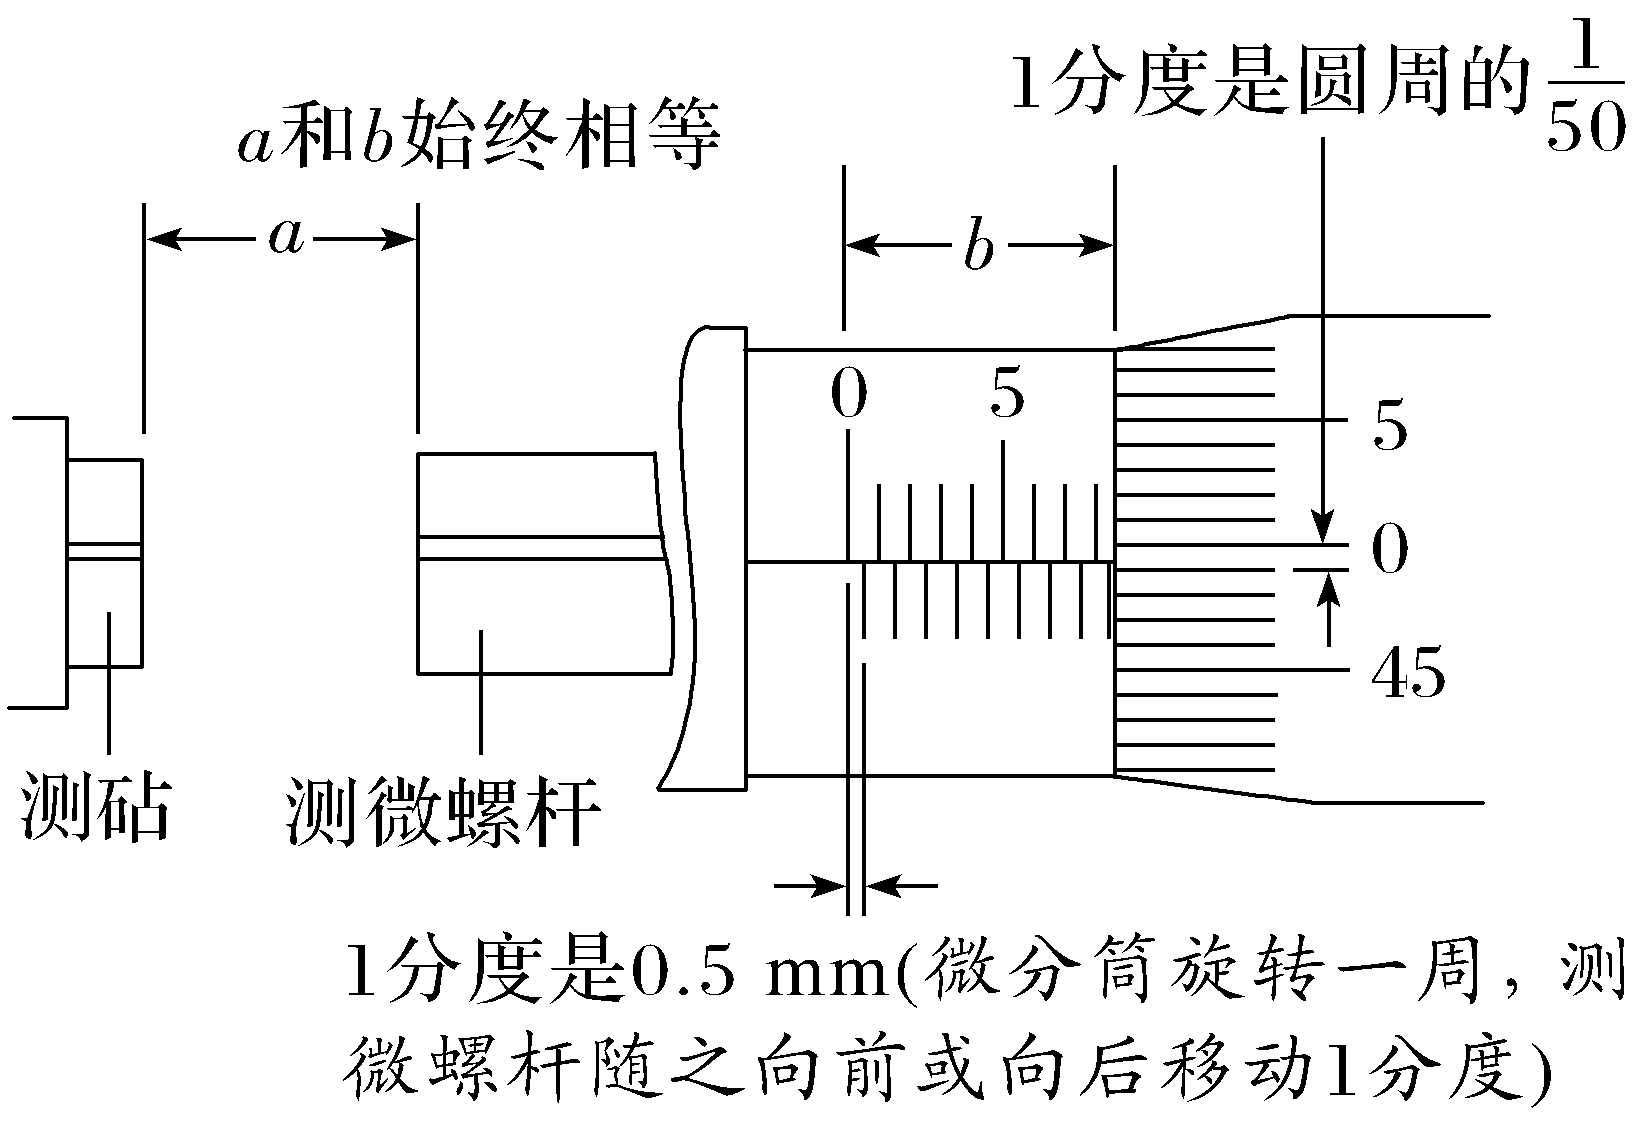 1分度是圆周的1/50
a和b始终相等
a
b
0 5
5
0
45
测砧 测微螺杆
1分度是0.5 mm(微分筒旋转一周，测
微螺杆随之向前或向后移动1分度)